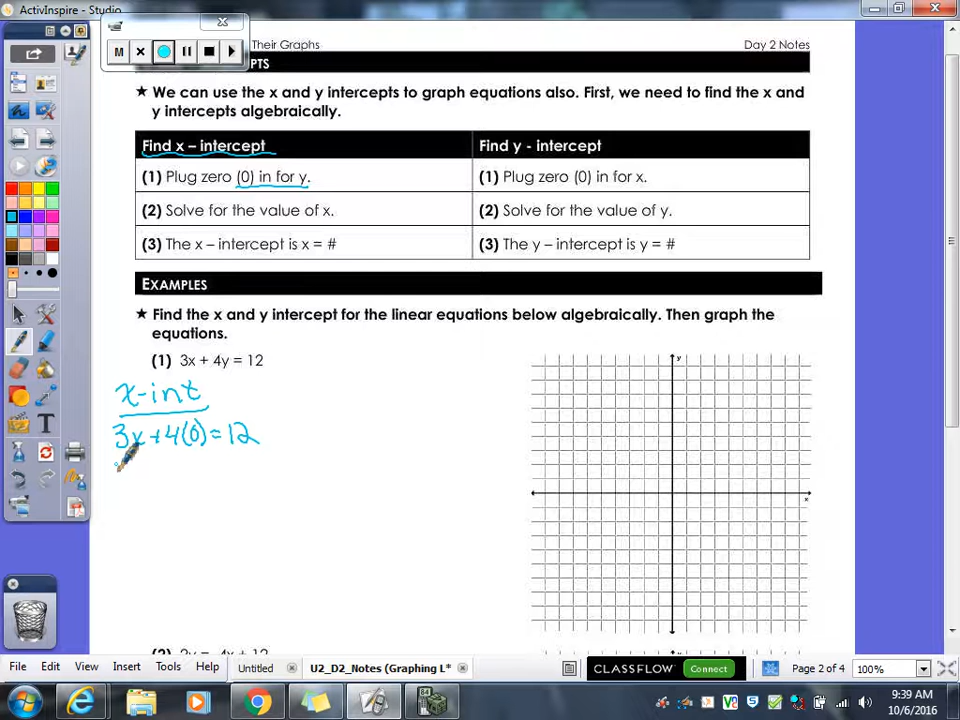 ActivInspire - Studio
M
Their Graphs
Day 2 Notes
PTS
★ We can use the x and y intercepts to graph equations also. First, we need to find the x and
y intercepts algebraically.
Find x – intercept
Find y - intercept
(1) Plug zero (0) in for y.
(1) Plug zero (0) in for x.
(2) Solve for the value of x.
(2) Solve for the value of y.
(3) The x – intercept is x = #
(3) The y – intercept is y = #
EXAMPLES
★ Find the x and y intercept for the linear equations below algebraically. Then graph the
equations.
(1) 3x + 4y = 12
x-int
3x+4(0)=12
y
x
File Edit View Insert Tools Help
Untitled
U2_D2_Notes (Graphing L*
CLASSFLOW Connect
Page 2 of 4
100%
9:39 AM
10/6/2016